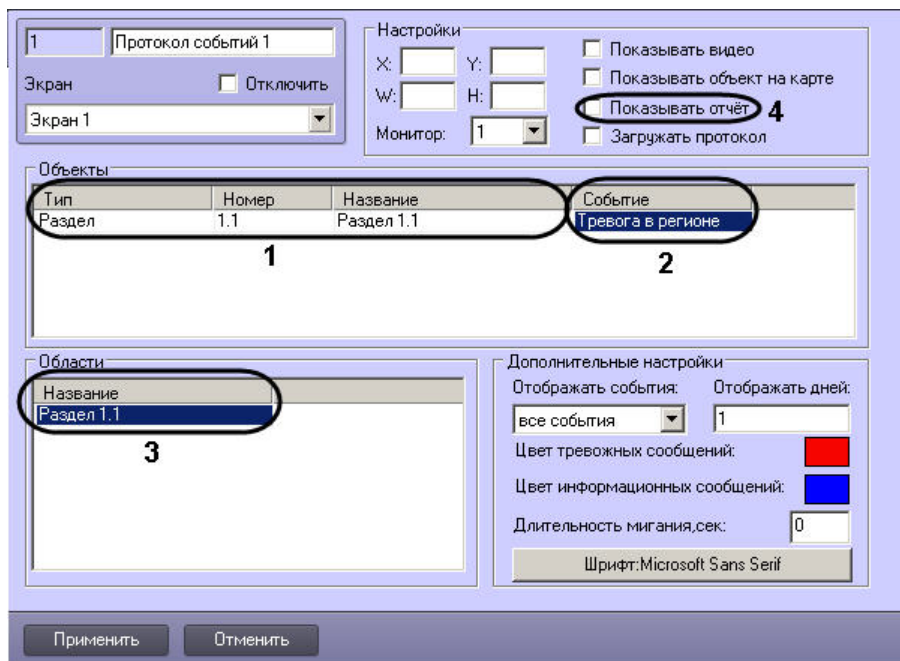 1 Протокол событий 1
Экран Отключить
Экран 1
Настройки
X: Y:
W: H:
Монитор: 1
Показывать видео
Показывать объект на карте
Показывать отчёт 4
Загружать протокол
Объекты
Тип Номер Название Событие
Раздел 1.1 Раздел 1.1 Тревога в регионе
1 2
Области
Название
Раздел 1.1
3
Дополнительные настройки
Отображать события: Отображать дней:
все события 1
Цвет тревожных сообщений:
Цвет информационных сообщений:
Длительность мигания,сек: 0
Шрифт:Microsoft Sans Serif
Применить Отменить